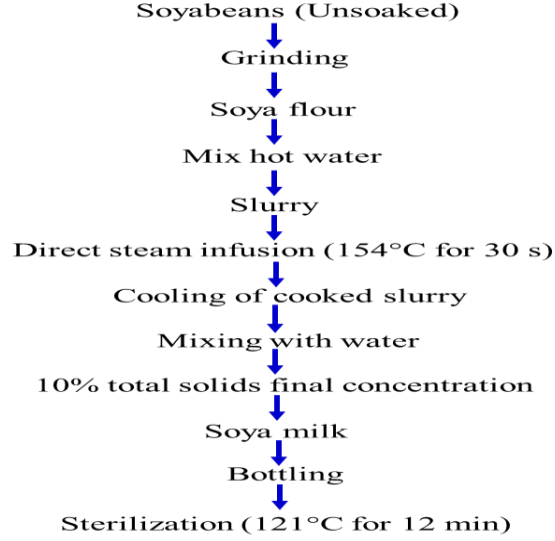 Soyabeans (Unsoaked)
Grinding
Soya flour
Mix hot water
Slurry
Direct steam infusion (154°C for 30 s)
Cooling of cooked slurry
Mixing with water
10% total solids final concentration
Soya milk
Bottling
Sterilization (121°C for 12 min)